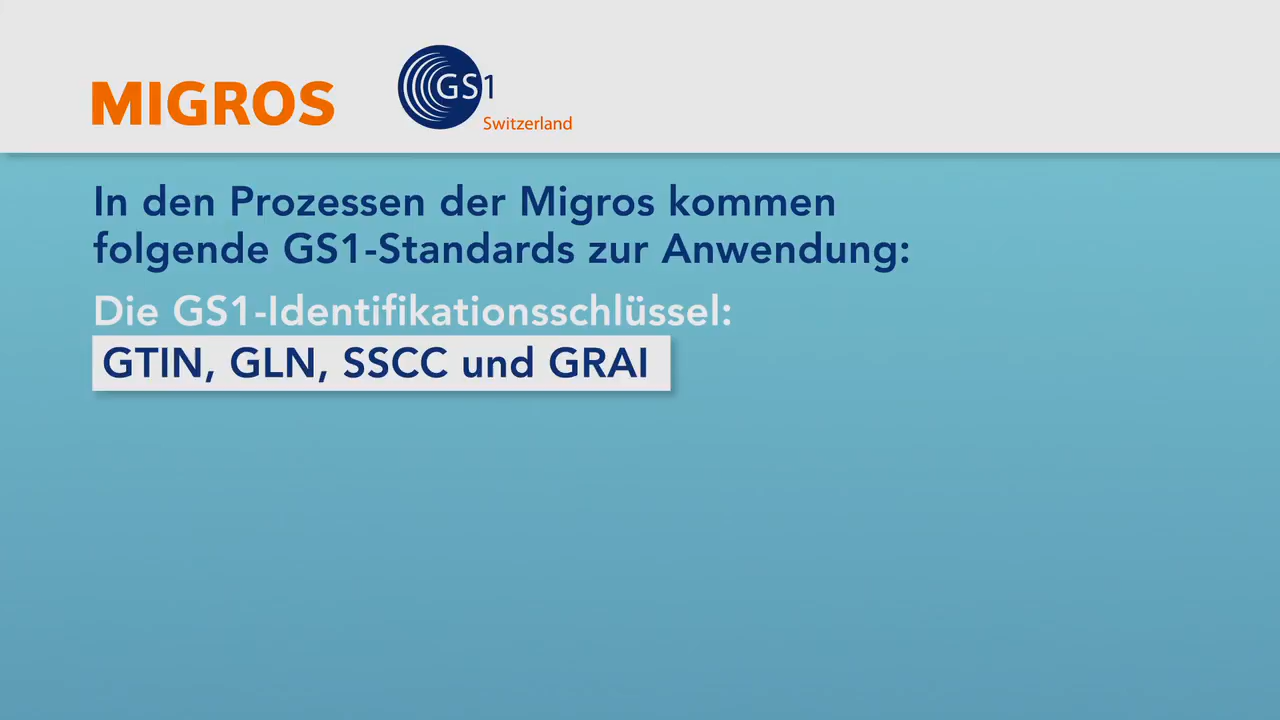 MIGROS
GS1
Switzerland
In den Prozessen der Migros kommen
folgende GS1-Standards zur Anwendung:
Die GS1-Identifikationsschlüssel:
GTIN, GLN, SSCC und GRAI